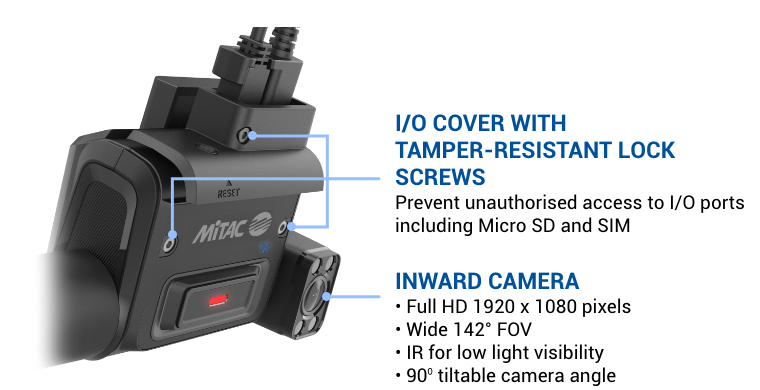 I/O COVER WITH
TAMPER-RESISTANT LOCK
SCREWS
Prevent unauthorised access to I/O ports
including Micro SD and SIM
RESET
MiTAC
INWARD CAMERA
• Full HD 1920 x 1080 pixels
• Wide 142° FOV
• IR for low light visibility
• 90⁰ tiltable camera angle